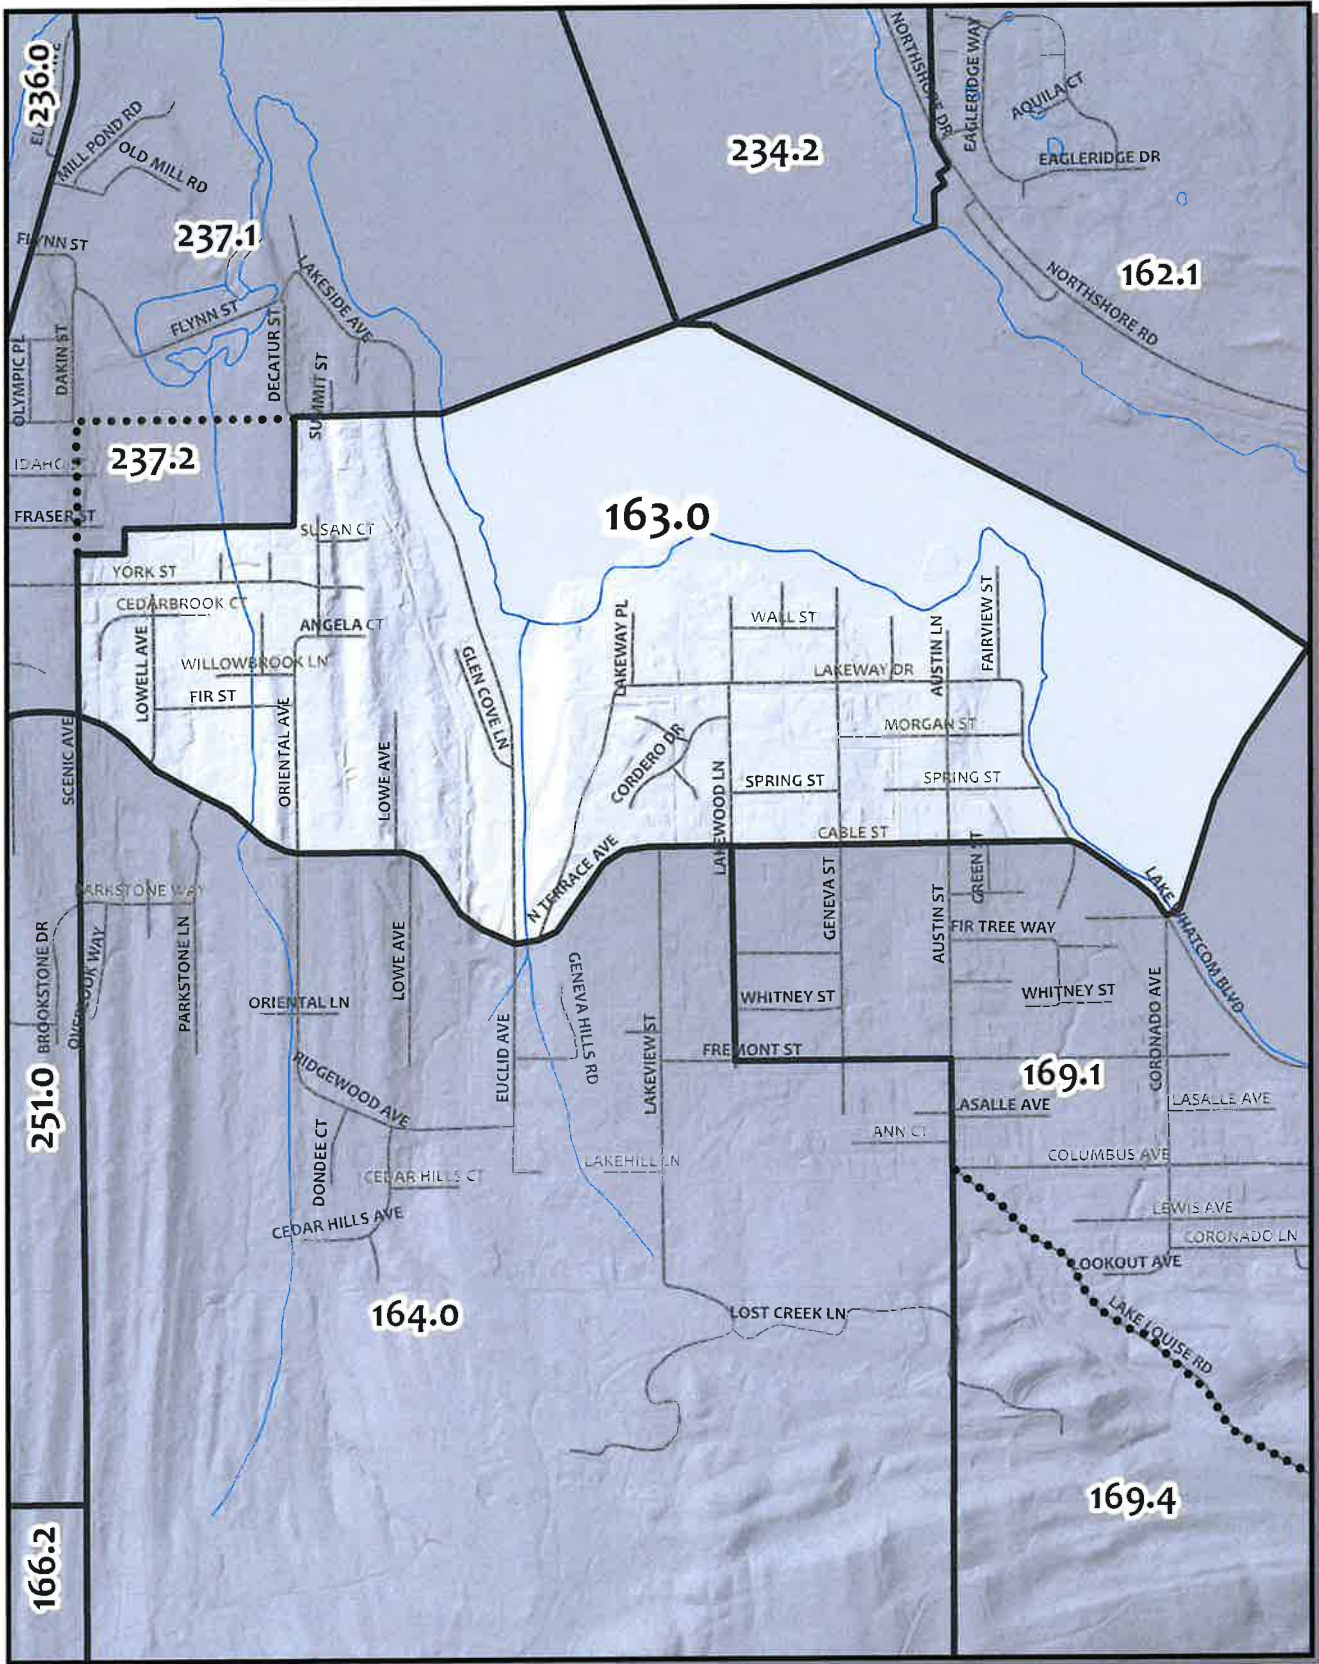 236.0
MILL POND RD
OLD MILL RD
NORTHSHORE DR
EAGLERIDGE WAY
AQUILA CT
EAGLERIDGE DR
234.2
237.1
162.1
FLYNN ST
LAKESIDE AVE
NORTHSHORE RD
FLYNN ST
OLYMPIC PL
DAKIN ST
DECATUR ST
SUMMIT ST
237.2
FRASER ST
163.0
SUSAN CT
YORK ST
CEDARBROOK CT
ANGELA CT
LOWELL AVE
WILLOWBROOK LN
FIR ST
GLEN COVE LN
LAKEWAY PL
WALL ST
AUSTIN LN
FAIRVIEW ST
LAKEWAY DR
MORGAN ST
SCENIC AVE
ORIENTAL AVE
LOWE AVE
CORDERO DR
LAKEWOOD LN
SPRING ST
SPRING ST
CABLE ST
N TERRACE AVE
GREEN ST
PARKSTONE WAY
LAKE WHATCOM BLVD
BROOKSTONE DR
OVERLOOK WAY
PARKSTONE LN
LOWE AVE
GENEVA ST
AUSTIN ST
FIR TREE WAY
ORIENTAL LN
GENEVA HILLS RD
WHITNEY ST
WHITNEY ST
CORONADO AVE
EUCLID AVE
LAKEVIEW ST
FREMONT ST
251.0
RIDGEWOOD AVE
169.1
LASALLE AVE
LASALLE AVE
ANN CT
DONDEE CT
CEDAR HILLS CT
LAKEHILL LN
COLUMBUS AVE
CEDAR HILLS AVE
LEWIS AVE
CORONADO LN
LOOKOUT AVE
164.0
LOST CREEK LN
LAKE LOUISE RD
169.4
166.2